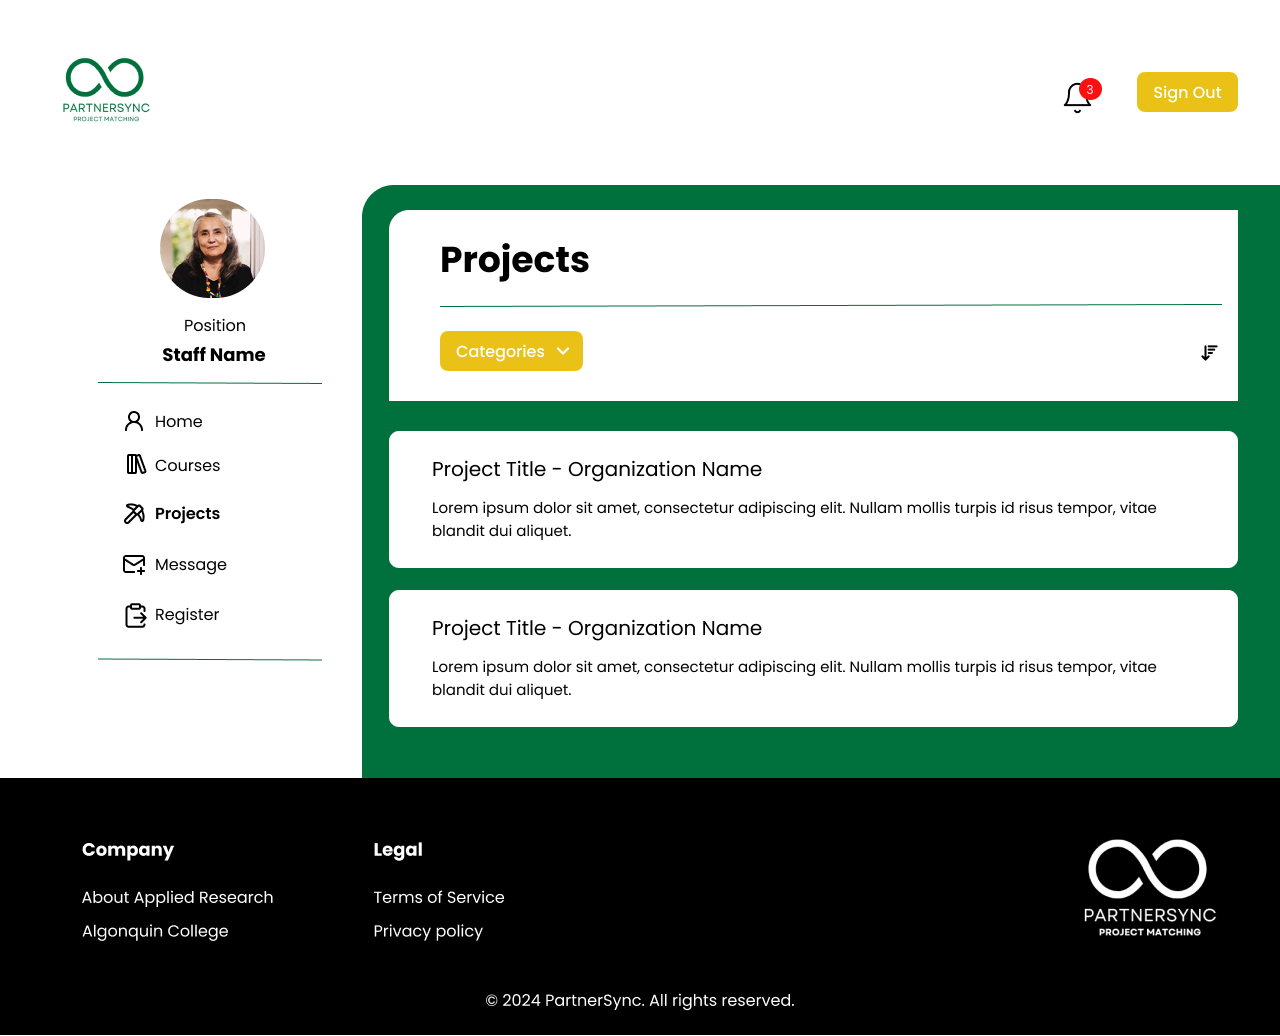 PARTNERSYNC
PROJECT MATCHING
3
Sign Out
Position
Staff Name
Home
Courses
Projects
Message
Register
Projects
Categories
Project Title - Organization Name
Lorem ipsum dolor sit amet, consectetur adipiscing elit. Nullam mollis turpis id risus tempor, vitae
blandit dui aliquet.
Project Title - Organization Name
Lorem ipsum dolor sit amet, consectetur adipiscing elit. Nullam mollis turpis id risus tempor, vitae
blandit dui aliquet.
Company
About Applied Research
Algonquin College
Legal
Terms of Service
Privacy policy
PARTNERSYNC
PROJECT MATCHING
© 2024 PartnerSync. All rights reserved.